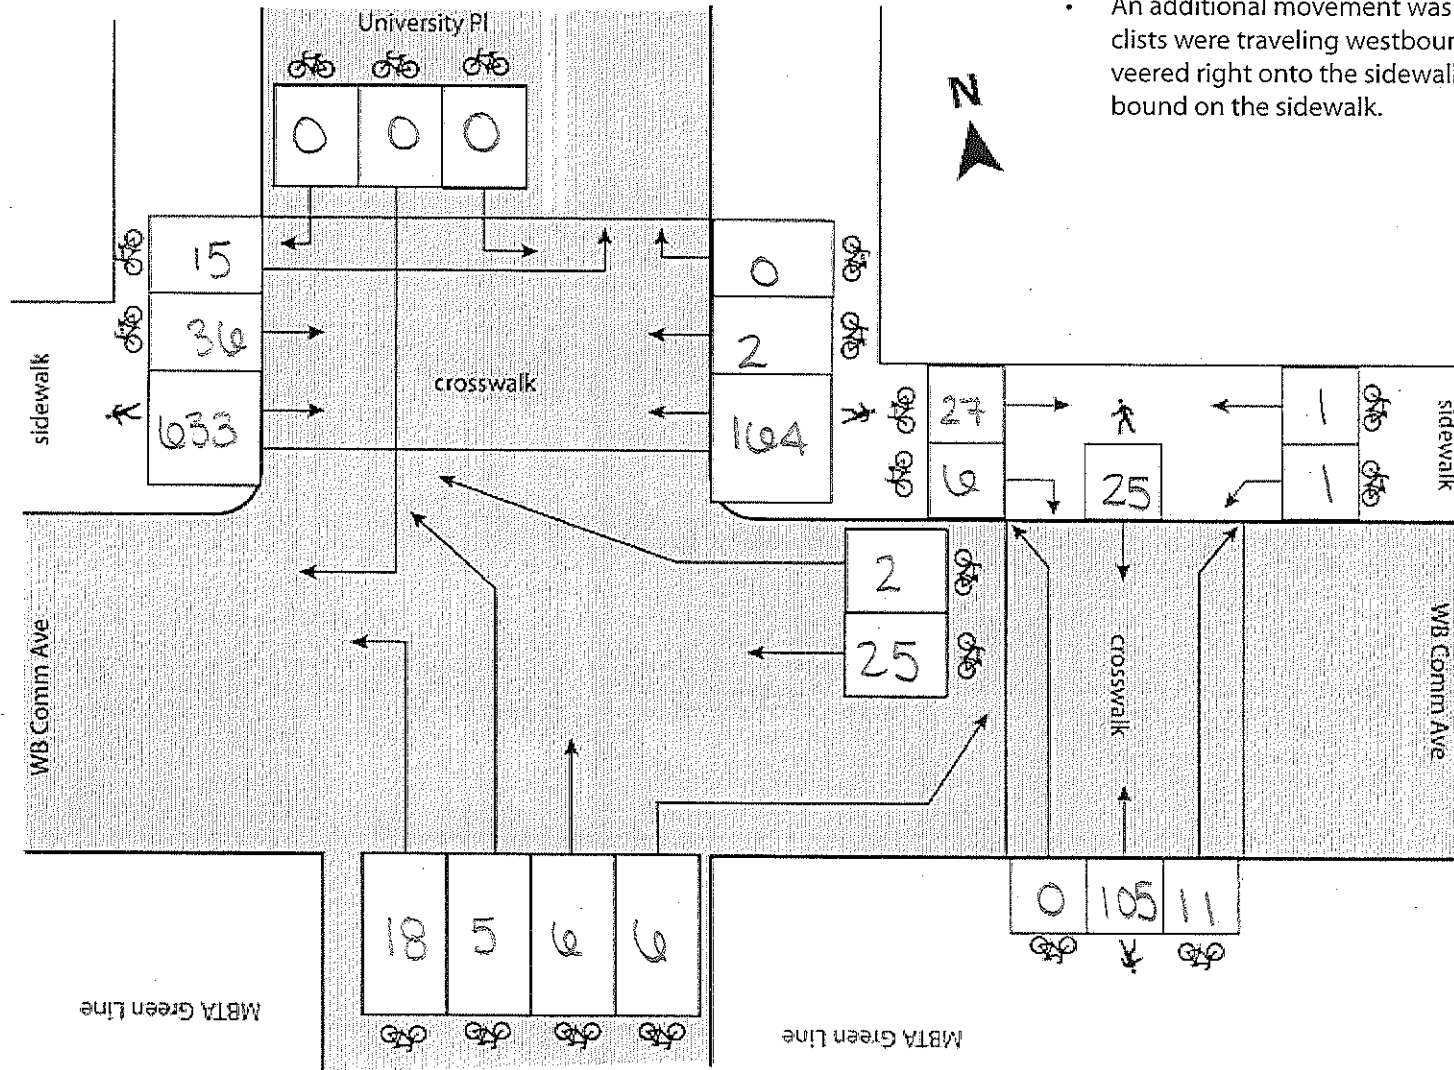 • An additional movement was
clists were traveling westboun
veered right onto the sidewal
bound on the sidewalk.
University Pl
N
0 0 0
15
0
36
2
sidewalk
crosswalk
633
164
27
1
sidewalk
6
25
1
2
25
crosswalk
WB Comm Ave
WB Comm Ave
18 5 6 6
0 105 11
MBTA Green Line
MBTA Green Line